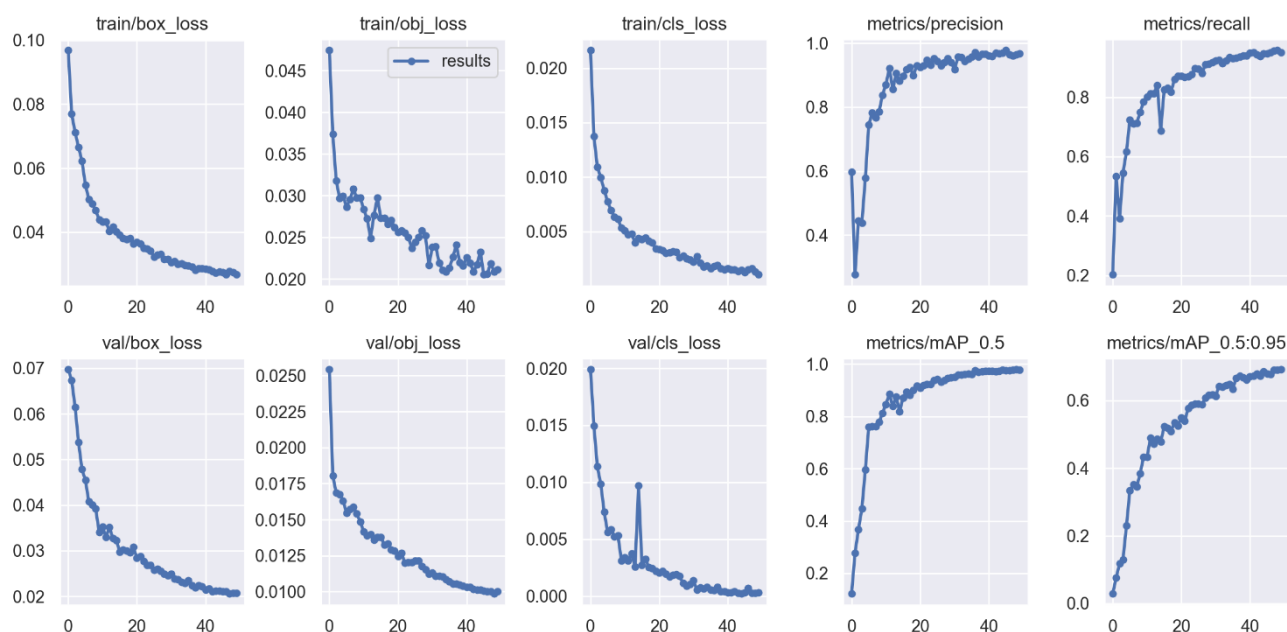 train/box_loss
train/obj_loss
train/cls_loss
metrics/precision
metrics/recall
0.10
0.08
0.06
0.04
0 20 40
0.045
0.040
0.035
0.030
0.025
0.020
results
0 20 40
0.020
0.015
0.010
0.005
0 20 40
1.0
0.8
0.6
0.4
0 20 40
0.8
0.6
0.4
0.2
0 20 40
val/box_loss
val/obj_loss
val/cls_loss
metrics/mAP_0.5
metrics/mAP_0.5:0.95
0.07
0.06
0.05
0.04
0.03
0.02
0 20 40
0.0250
0.0225
0.0200
0.0175
0.0150
0.0125
0.0100
0 20 40
0.020
0.015
0.010
0.005
0.000
0 20 40
1.0
0.8
0.6
0.4
0.2
0 20 40
0.6
0.4
0.2
0.0
0 20 40